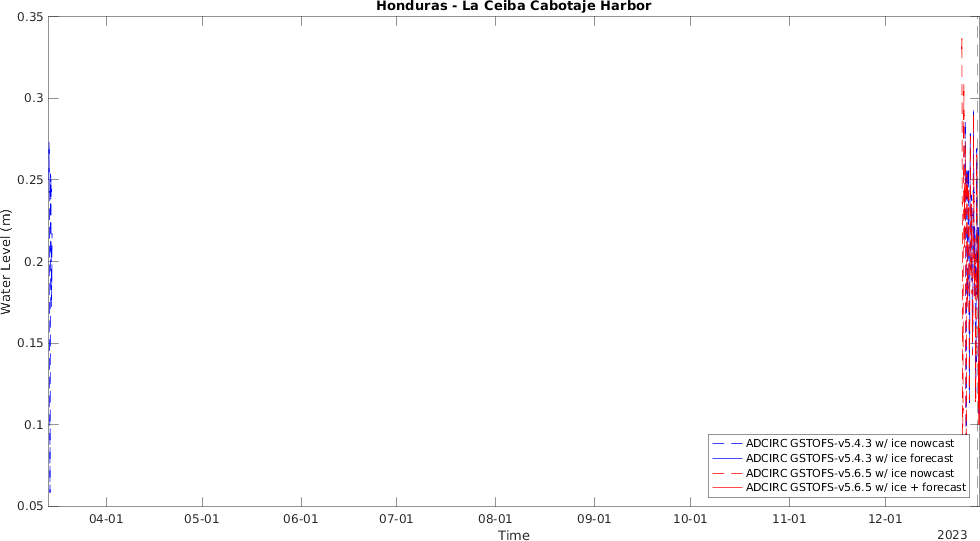 Honduras - La Ceiba Cabotaje Harbor
0.35
0.3
0.25
0.2
0.15
0.1
0.05
Water Level (m)
04-01 05-01 06-01 07-01 08-01 09-01 10-01 11-01 12-01
Time
2023
ADCIRC GSTOFS-v5.4.3 w/ ice nowcast
ADCIRC GSTOFS-v5.4.3 w/ ice forecast
ADCIRC GSTOFS-v5.6.5 w/ ice nowcast
ADCIRC GSTOFS-v5.6.5 w/ ice + forecast